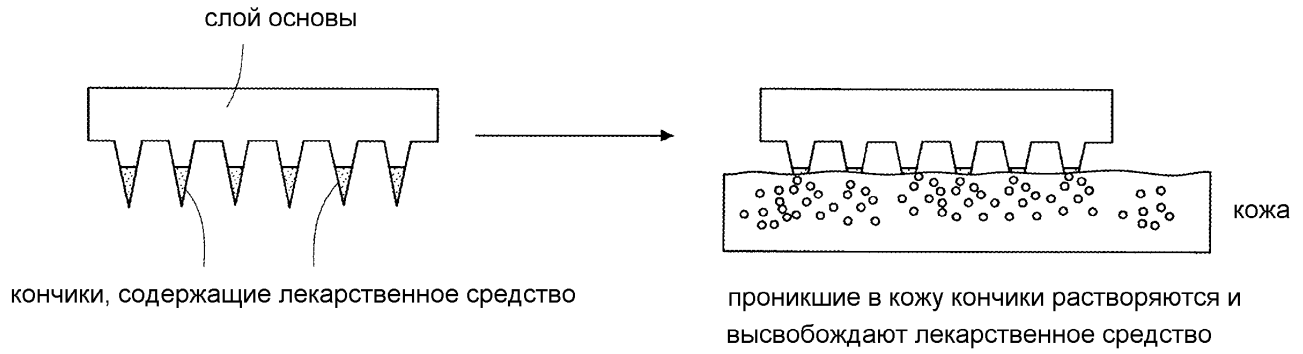 слой основы
кожа
кончики, содержащие лекарственное средство
проникшие в кожу кончики растворяются и
высвобождают лекарственное средство